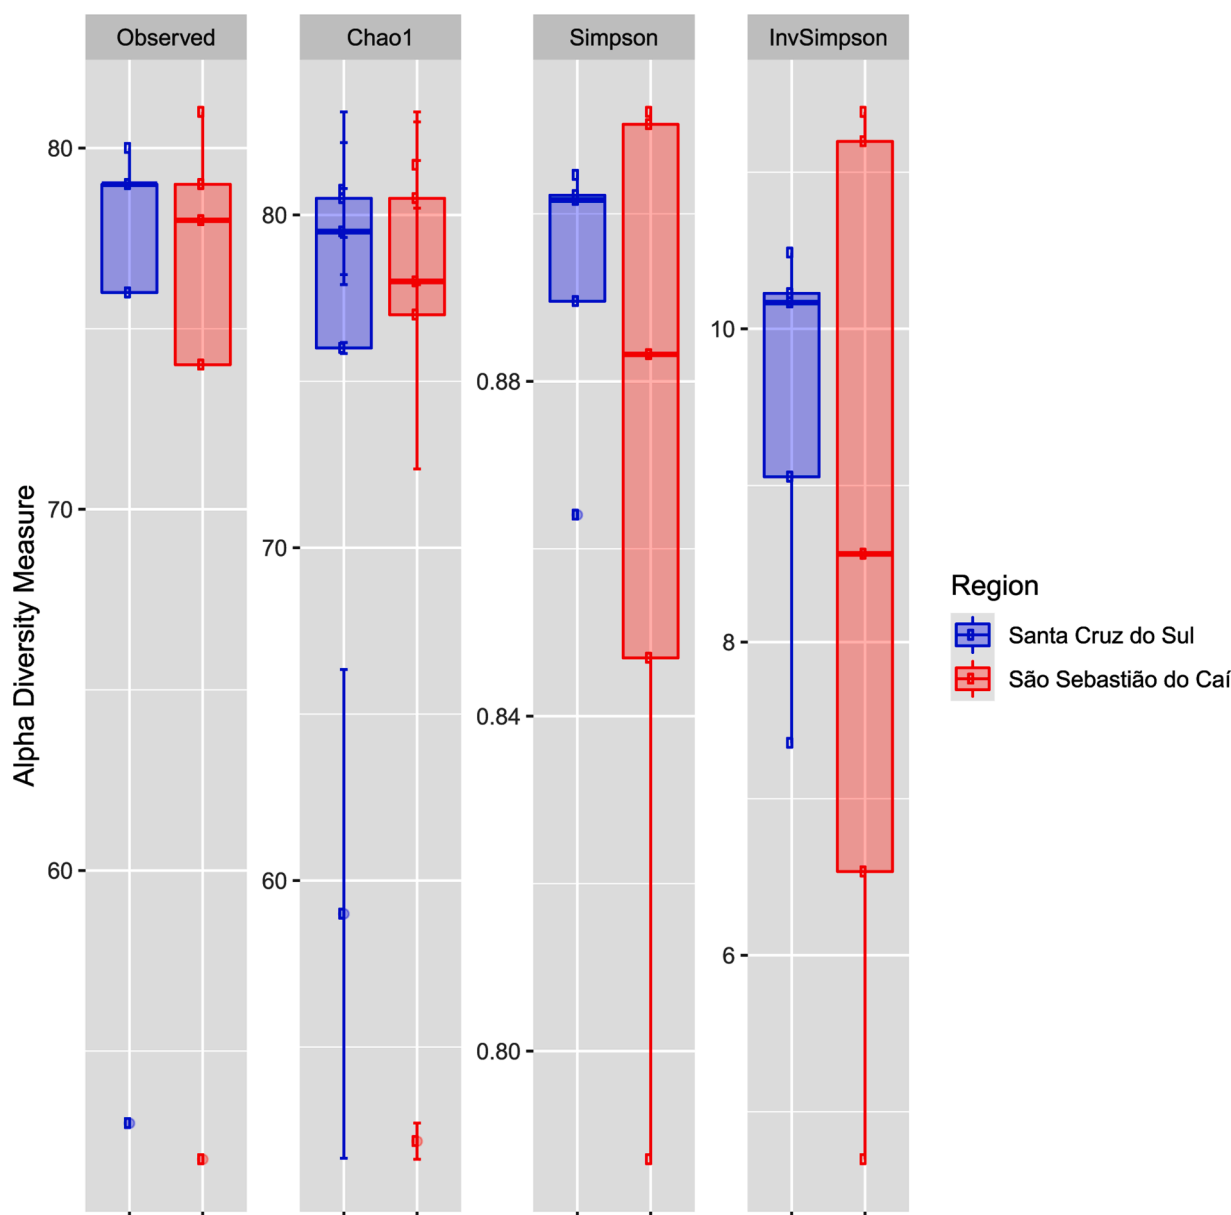 Observed
Chao1
Simpson
InvSimpson
Alpha Diversity Measure
80
70
60
80
70
60
0.88
0.84
0.80
10
8
6
Region
Santa Cruz do Sul
São Sebastião do Caí